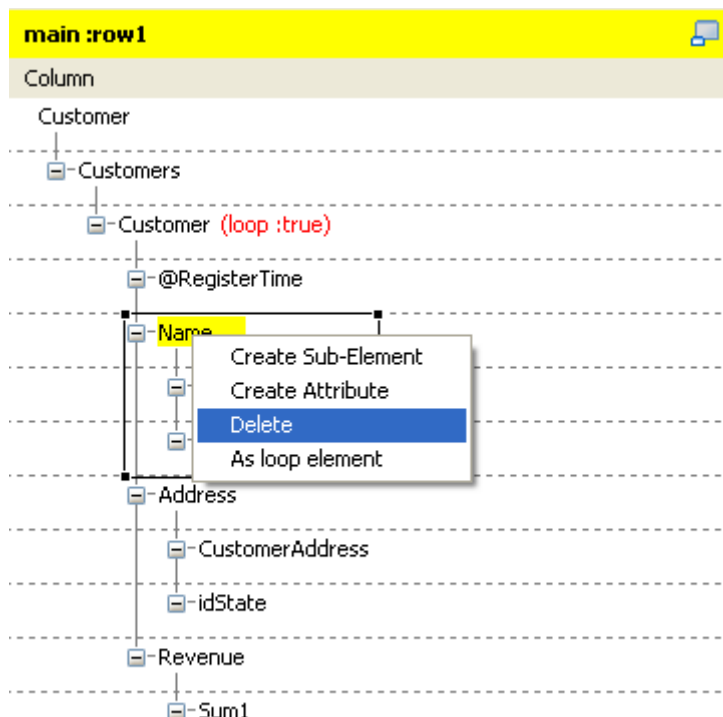 main :row1
Column
Customer
Customers
Customer (loop :true)
@RegisterTime
Name
Create Sub-Element
Create Attribute
Delete
As loop element
Address
CustomerAddress
idState
Revenue
Sum1